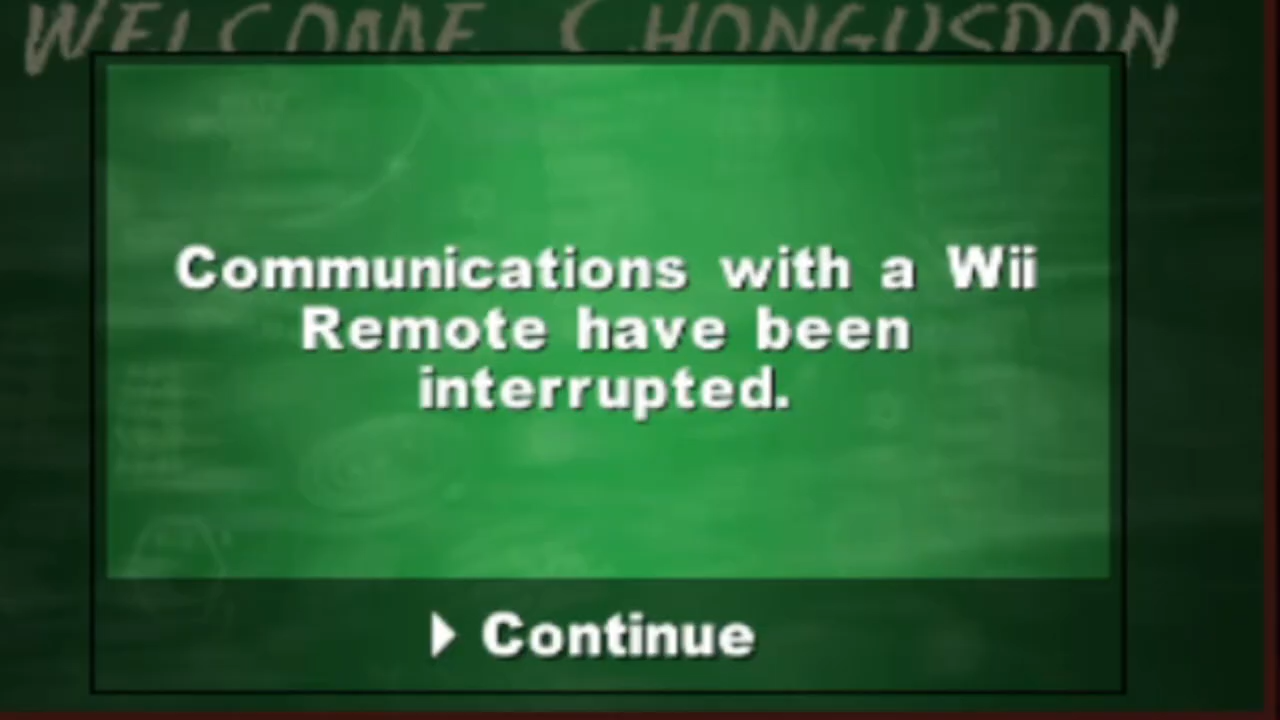 WELCOME CHONGUSDON
Communications with a Wii
Remote have been
interrupted.
Continue